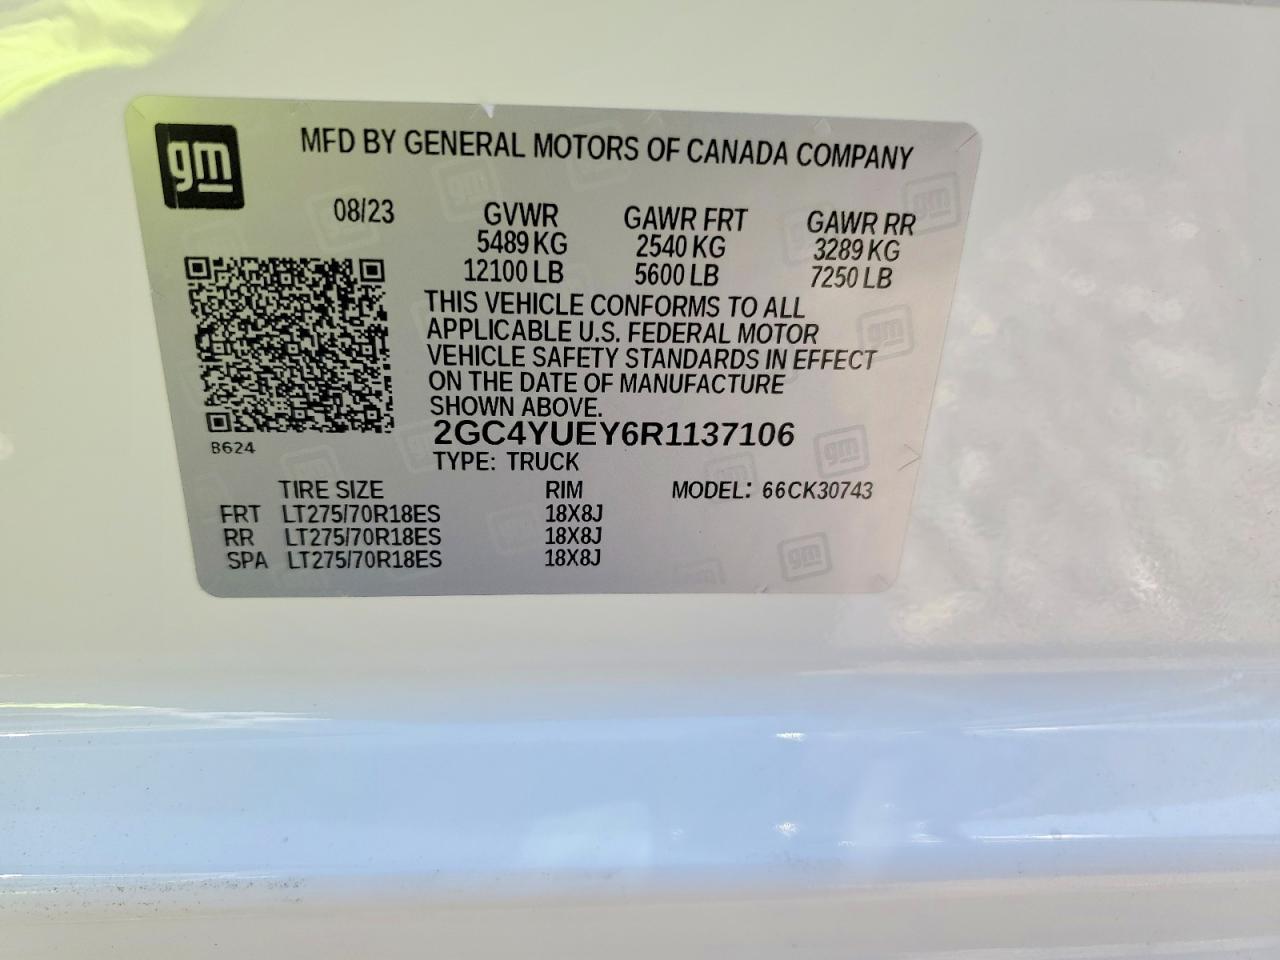 gm
MFD BY GENERAL MOTORS OF CANADA COMPANY
08/23 GVWR GAWR FRT GAWR RR
5489 KG 2540 KG 3289 KG
12100 LB 5600 LB 7250 LB
THIS VEHICLE CONFORMS TO ALL
APPLICABLE U.S. FEDERAL MOTOR
VEHICLE SAFETY STANDARDS IN EFFECT
ON THE DATE OF MANUFACTURE
SHOWN ABOVE.
2GC4YUEY6R1137106
B624
TYPE: TRUCK
TIRE SIZE RIM MODEL: 66CK30743
FRT LT275/70R18ES 18X8J
RR LT275/70R18ES 18X8J
SPA LT275/70R18ES 18X8J